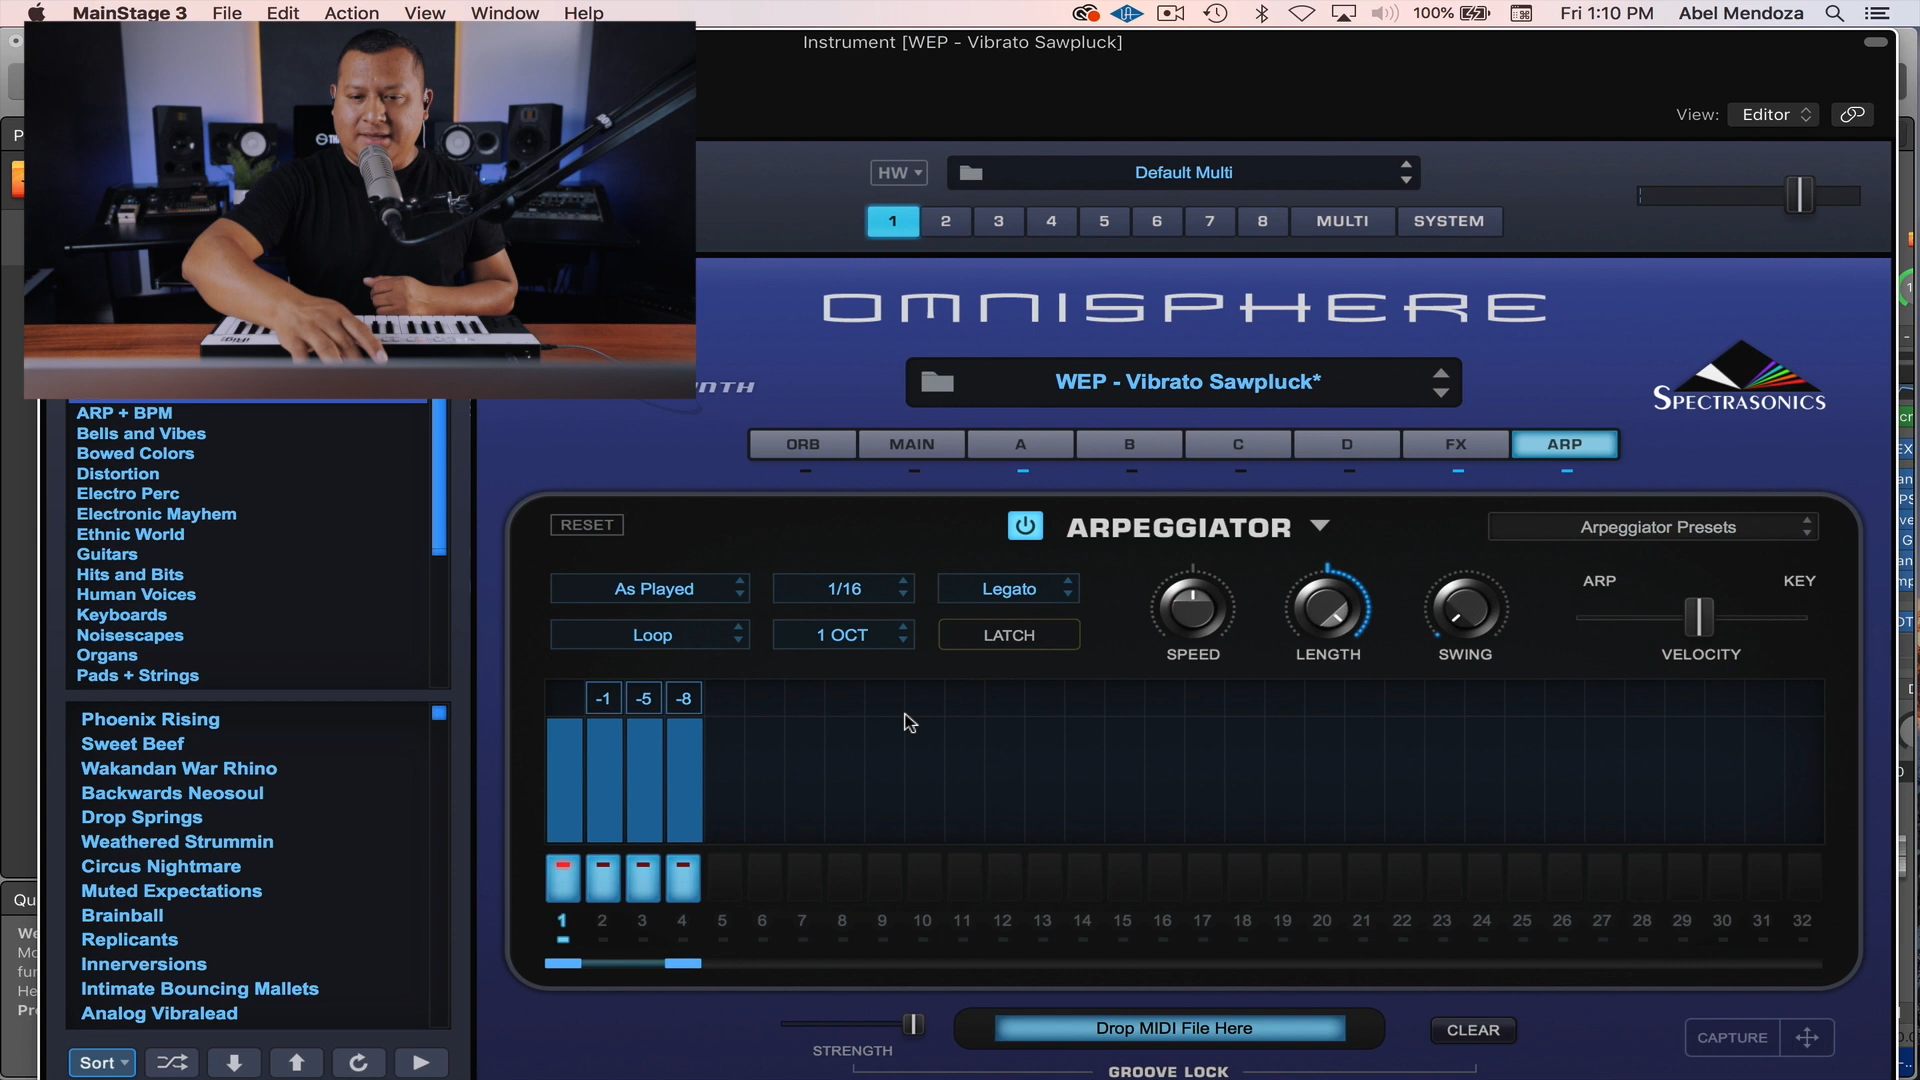 MainStage 3 File Edit Action View Window Help
100% Fri 1:10 PM Abel Mendoza
Instrument [WEP - Vibrato Sawpluck]
View: Editor
HW Default Multi
1 2 3 4 5 6 7 8 MULTI SYSTEM
OMNISPHERE
WEP - Vibrato Sawpluck*
SPECTRASONICS
ORB MAIN A B C D FX ARP
RESET ARPEGGIATOR Arpeggiator Presets
As Played 1/16 Legato
Loop 1 OCT LATCH
SPEED LENGTH SWING
ARP KEY
VELOCITY
-1 -5 -8
1 2 3 4 5 6 7 8 9 10 11 12 13 14 15 16 17 18 19 20 21 22 23 24 25 26 27 28 29 30 31 32
STRENGTH
Drop MIDI File Here
CLEAR
CAPTURE
GROOVE LOCK
ARP + BPM
Bells and Vibes
Bowed Colors
Distortion
Electro Perc
Electronic Mayhem
Ethnic World
Guitars
Hits and Bits
Human Voices
Keyboards
Noisescapes
Organs
Pads + Strings
Phoenix Rising
Sweet Beef
Wakandan War Rhino
Backwards Neosoul
Drop Springs
Weathered Strummin
Circus Nightmare
Muted Expectations
Brainball
Replicants
Innerversions
Intimate Bouncing Mallets
Analog Vibralead
Sort